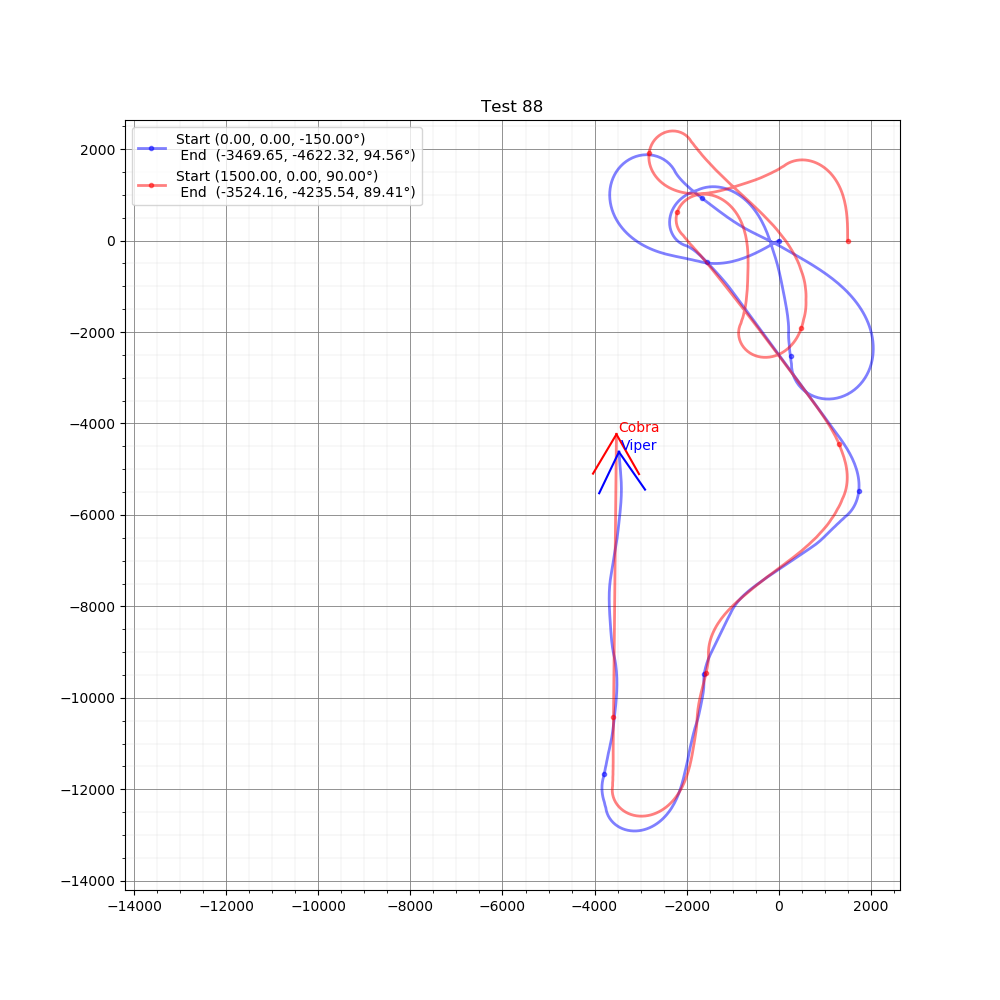 Test 88
Start (0.00, 0.00, -150.00°)
End  (-3469.65, -4622.32, 94.56°)
Start (1500.00, 0.00, 90.00°)
End  (-3524.16, -4235.54, 89.41°)
2000
0
−2000
−4000
−6000
−8000
−10000
−12000
−14000
Cobra
Viper
−14000 −12000 −10000 −8000 −6000 −4000 −2000 0 2000